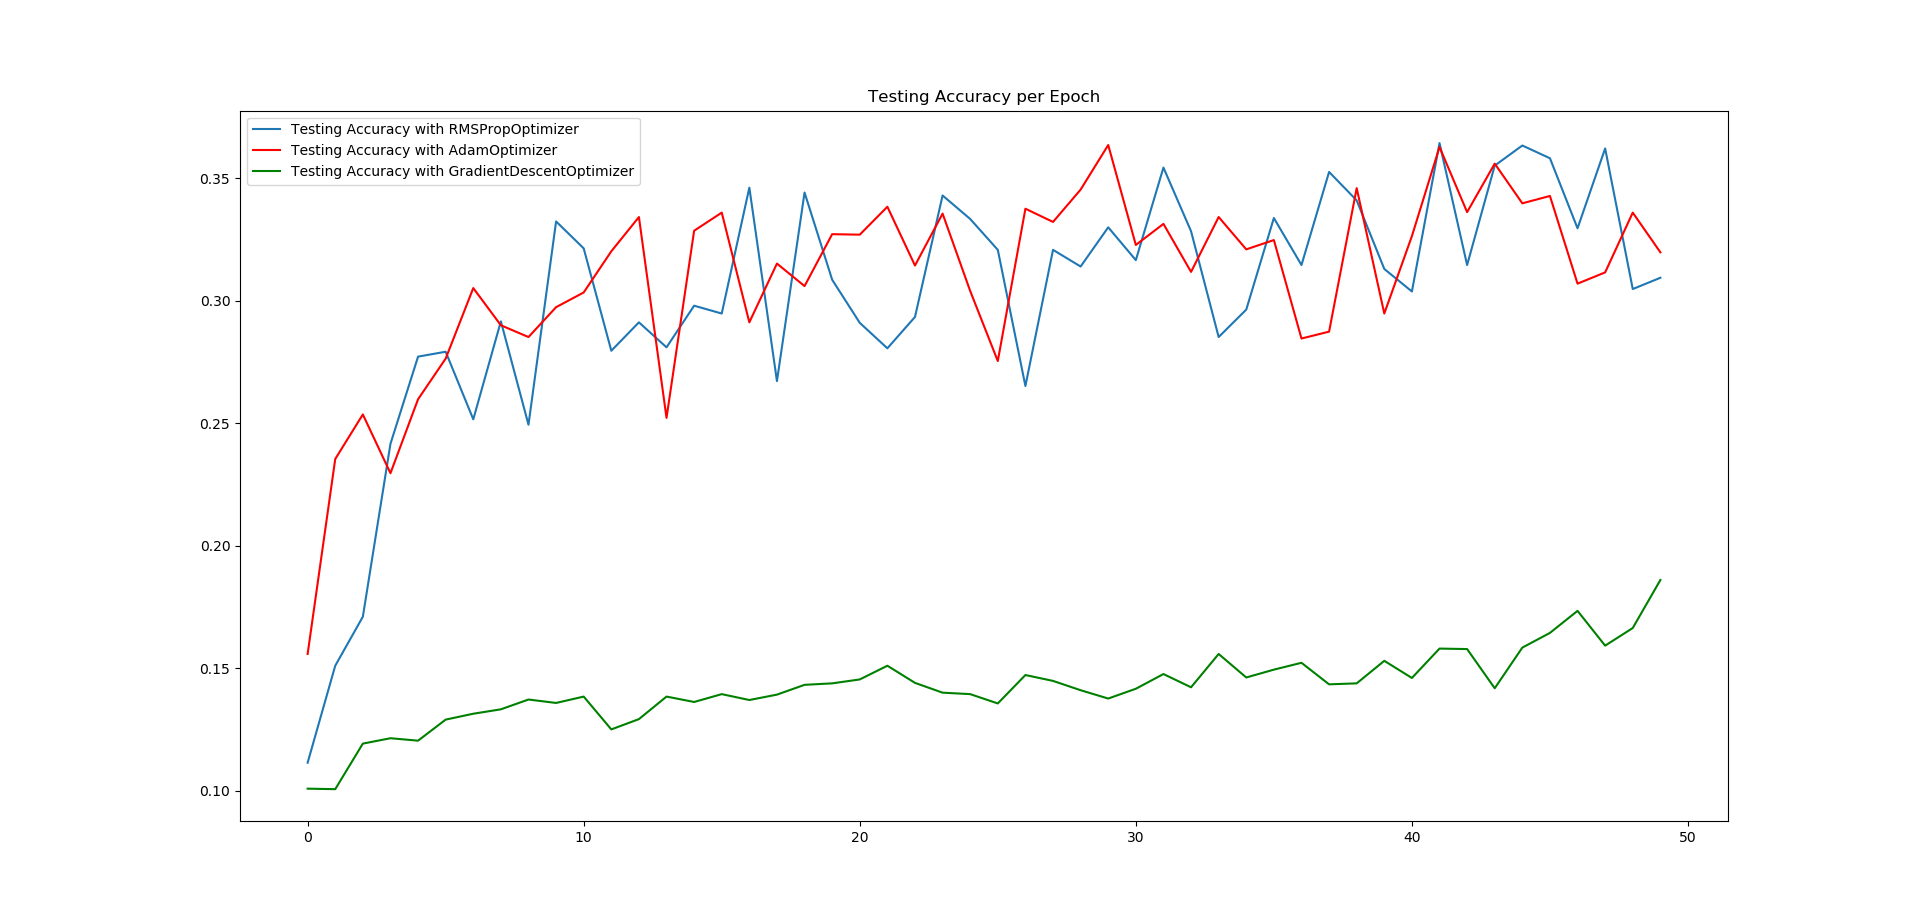 Testing Accuracy per Epoch
Testing Accuracy with RMSPropOptimizer
Testing Accuracy with AdamOptimizer
Testing Accuracy with GradientDescentOptimizer
0.35
0.30
0.25
0.20
0.15
0.10
0 10 20 30 40 50